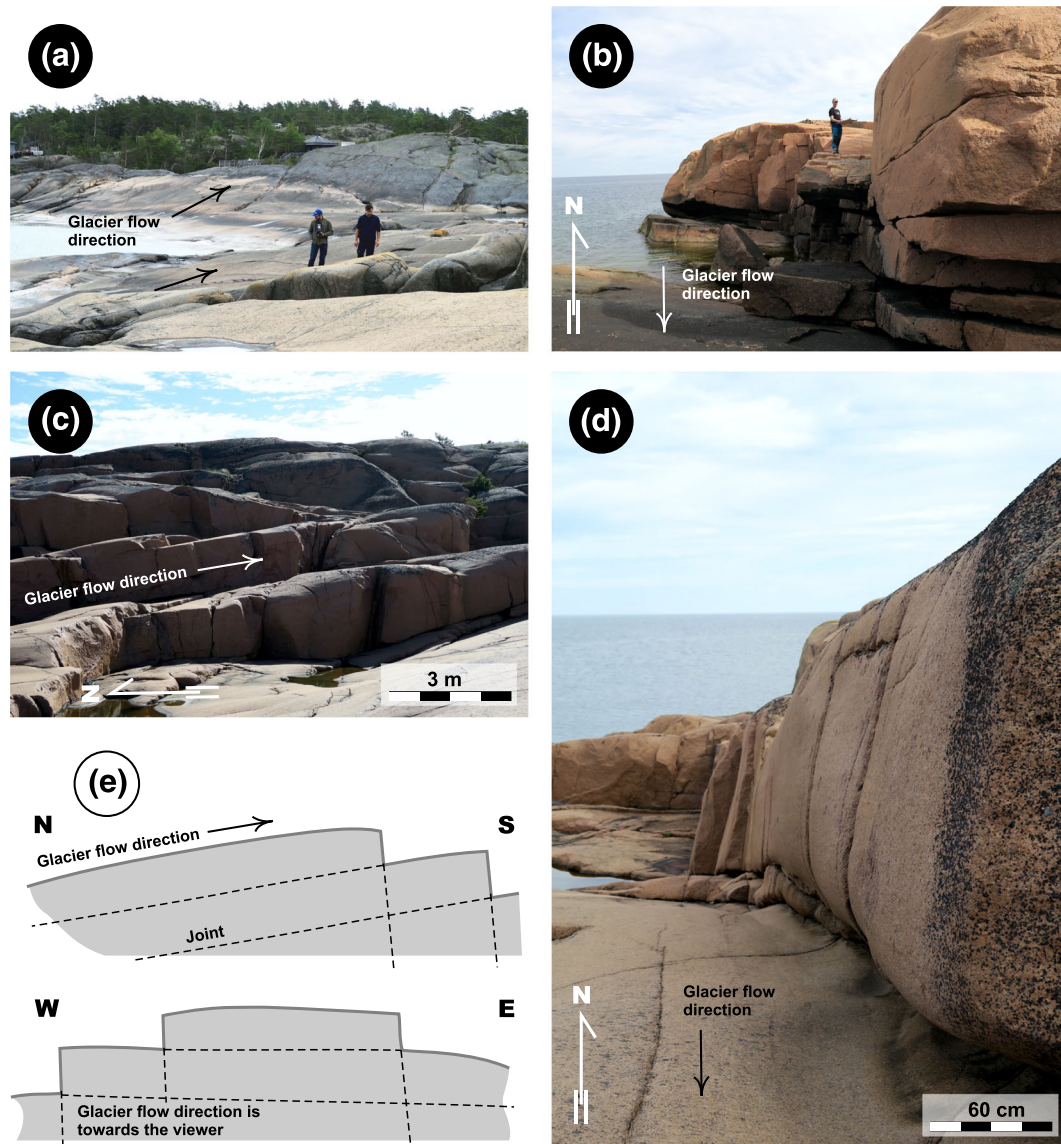 (a)
Glacier flow
direction
(b)
N
Glacier flow
direction
(c)
Glacier flow direction
N
3 m
(d)
N
Glacier flow
direction
60 cm
(e)
N
S
Glacier flow direction
Joint
W
E
Glacier flow direction is
towards the viewer